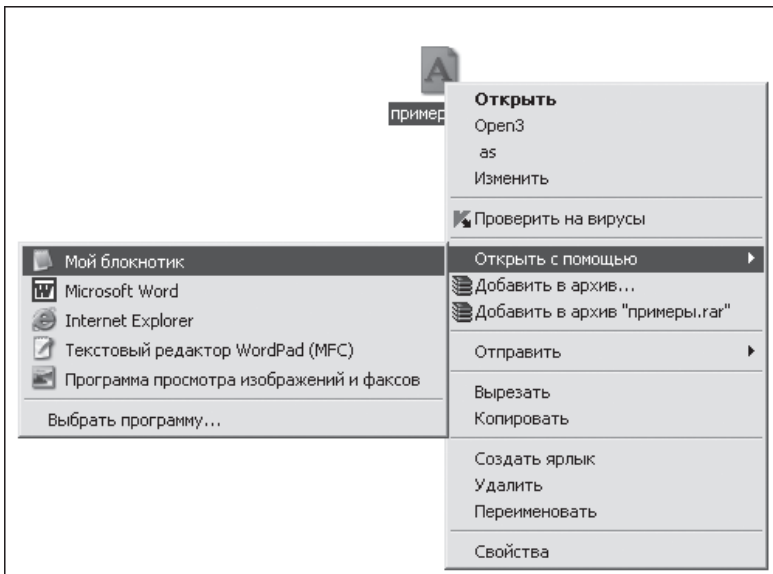 пример
Открыть
Open3
as
Изменить
Проверить на вирусы
Открыть с помощью
Добавить в архив...
Добавить в архив "примеры.rar"
Отправить
Вырезать
Копировать
Создать ярлык
Удалить
Переименовать
Свойства
Мой блокнотик
Microsoft Word
Internet Explorer
Текстовый редактор WordPad (MFC)
Программа просмотра изображений и факсов
Выбрать программу...